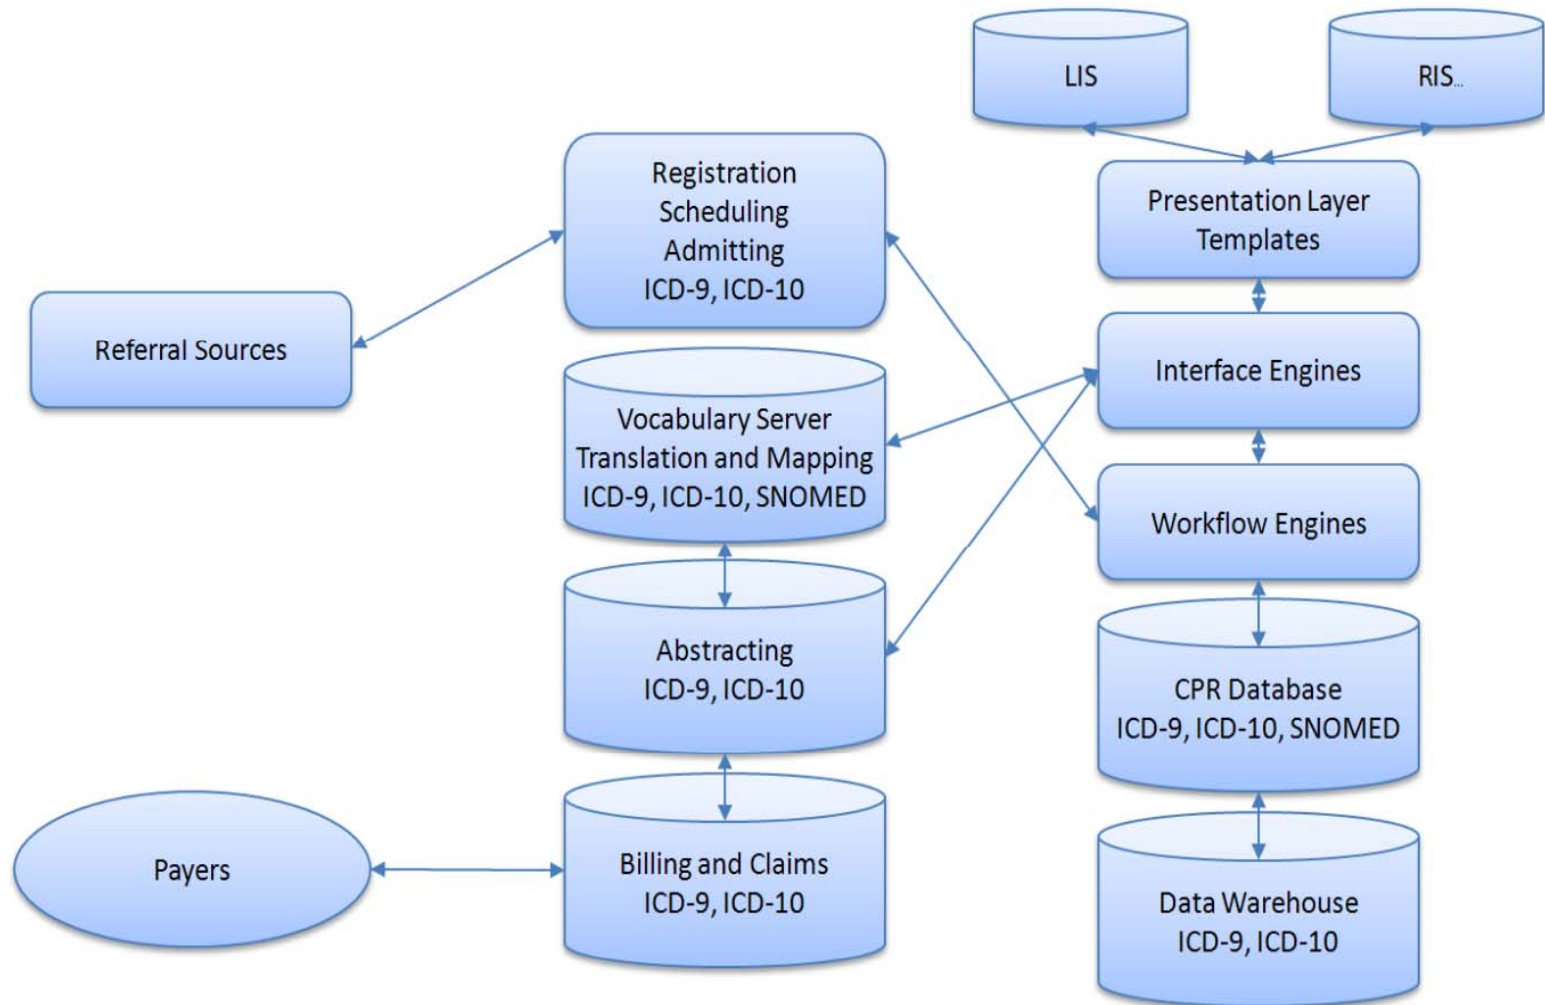 LIS
RIS...
Registration
Scheduling
Admitting
ICD-9, ICD-10
Presentation Layer
Templates
Referral Sources
Interface Engines
Vocabulary Server
Translation and Mapping
ICD-9, ICD-10, SNOMED
Workflow Engines
Abstracting
ICD-9, ICD-10
CPR Database
ICD-9, ICD-10, SNOMED
Payers
Billing and Claims
ICD-9, ICD-10
Data Warehouse
ICD-9, ICD-10